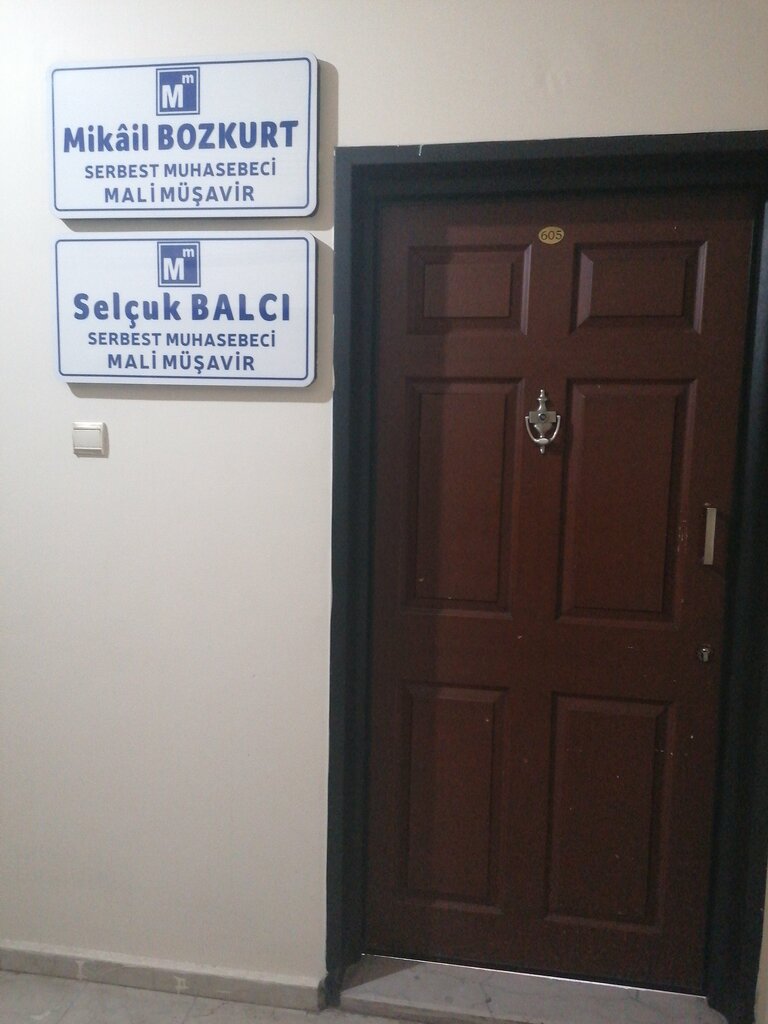 Mm
Mikâil BOZKURT
SERBEST MUHASEBECİ
MALİ MÜŞAVİR
Mm
Selçuk BALCI
SERBEST MUHASEBECİ
MALİ MÜŞAVİR
605